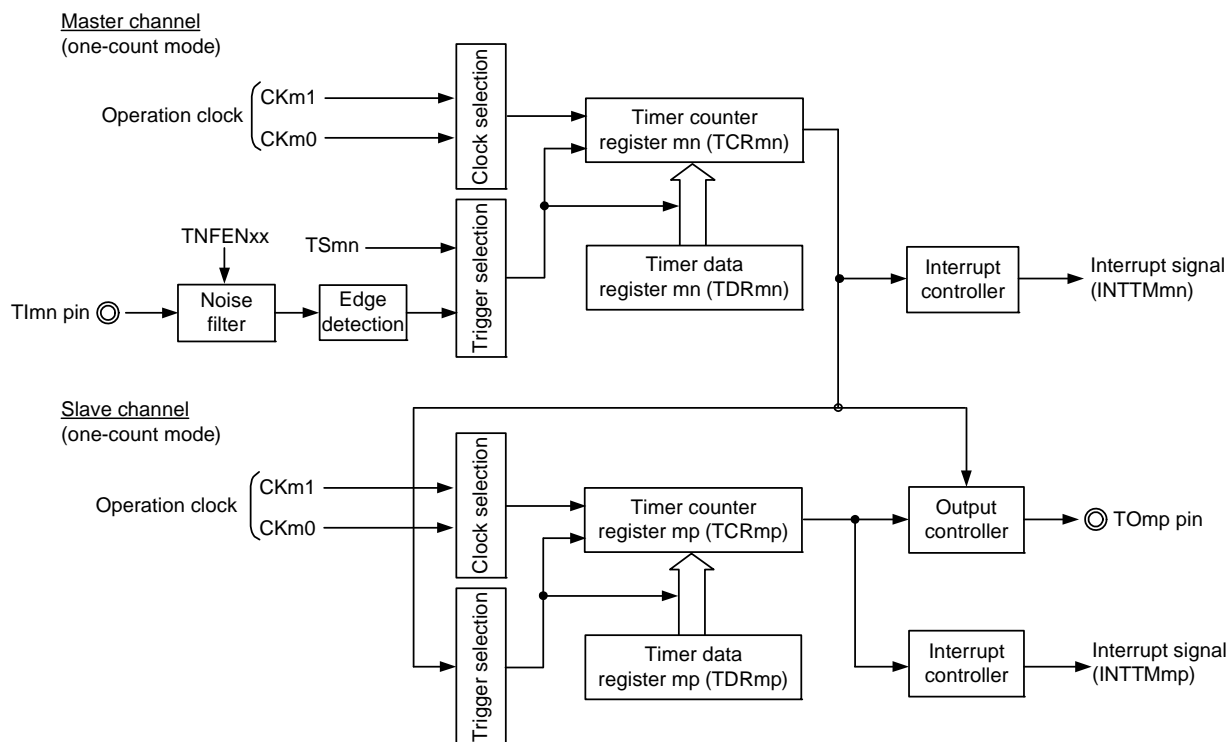 Master channel
(one-count mode)
Operation clock
CKm1
CKm0
Clock selection
Timer counter
register mn (TCRmn)
TNFENxx
TSmn
Trigger selection
TImn pin
Noise
filter
Edge
detection
Timer data
register mn (TDRmn)
Interrupt
controller
Interrupt signal
(INTTMmn)
Slave channel
(one-count mode)
Operation clock
CKm1
CKm0
Clock selection
Timer counter
register mp (TCRmp)
Output
controller
TOmp pin
Trigger selection
Timer data
register mp (TDRmp)
Interrupt
controller
Interrupt signal
(INTTMmp)